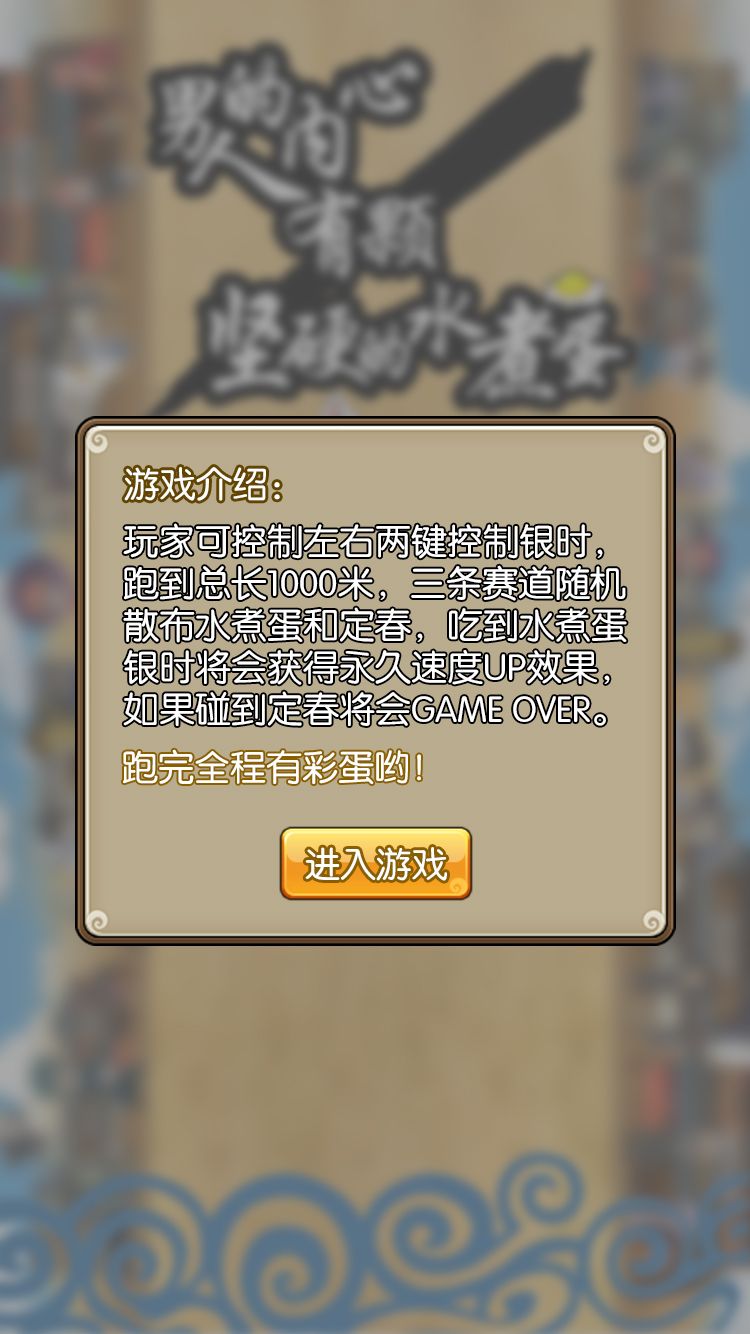 男人的内心
有颗
坚硬的水煮蛋
游戏介绍：
玩家可控制左右两键控制银时，
跑到总长1000米，三条赛道随机
散布水煮蛋和定春，吃到水煮蛋
银时将会获得永久速度UP效果，
如果碰到定春将会GAME OVER。
跑完全程有彩蛋哟！
进入游戏